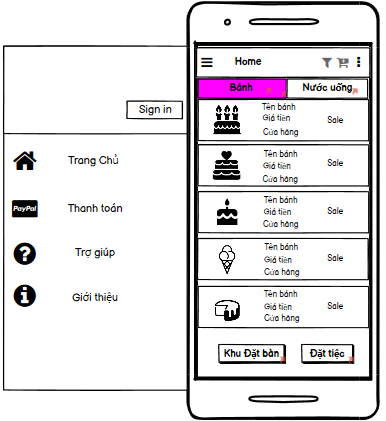 Sign in
Trang Chủ
PayPal
Thanh toán
Trợ giúp
Giới thiệu
Home
Bánh
Nước uống
Tên bánh
Giá tiền
Cửa hàng
Sale
Tên bánh
Giá tiền
Cửa hàng
Sale
Tên bánh
Giá tiền
Cửa hàng
Sale
Tên bánh
Giá tiền
Cửa hàng
Sale
Tên bánh
Giá tiền
Cửa hàng
Sale
Khu Đặt bàn
Đặt tiệc